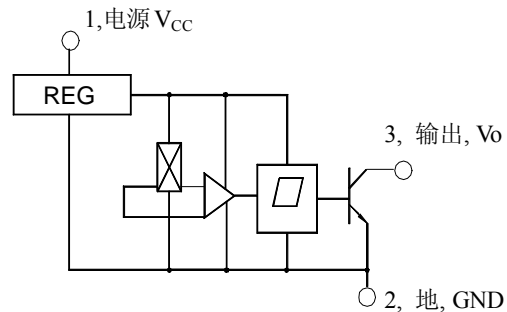 1,电源 VCC
REG
3, 输出, Vo
2, 地, GND